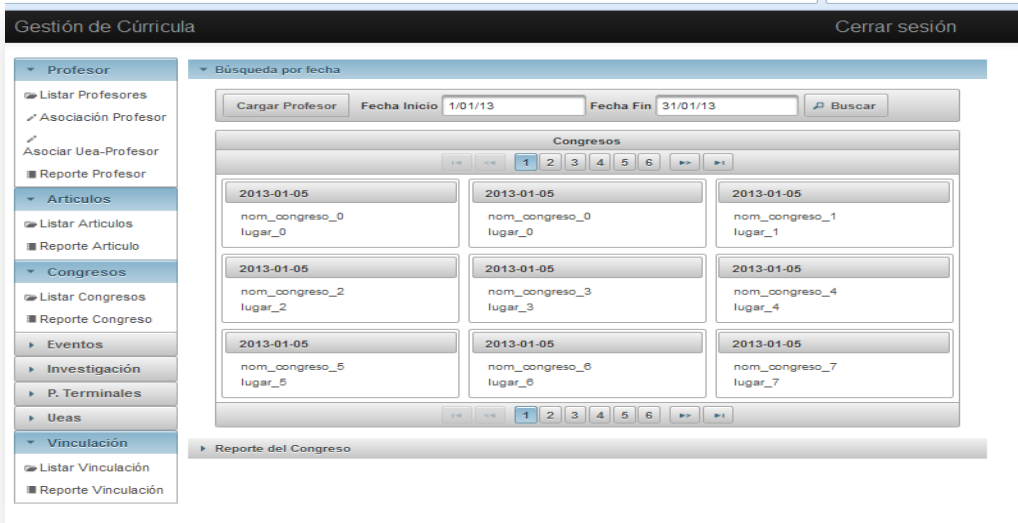 Gestión de Cúrricula
Cerrar sesión
Profesor
Listar Profesores
Asociación Profesor
Asociar Uea-Profesor
Reporte Profesor
Articulos
Listar Articulos
Reporte Articulo
Congresos
Listar Congresos
Reporte Congreso
Eventos
Investigación
P. Terminales
Ueas
Vinculación
Listar Vinculación
Reporte Vinculación
Búsqueda por fecha
Cargar Profesor Fecha Inicio 1/01/13 Fecha Fin 31/01/13 Buscar
Congresos
1 2 3 4 5 6
2013-01-05 2013-01-05 2013-01-05
nom_congreso_0 nom_congreso_0 nom_congreso_1
lugar_0 lugar_0 lugar_1
2013-01-05 2013-01-05 2013-01-05
nom_congreso_2 nom_congreso_3 nom_congreso_4
lugar_2 lugar_3 lugar_4
2013-01-05 2013-01-05 2013-01-05
nom_congreso_5 nom_congreso_6 nom_congreso_7
lugar_5 lugar_6 lugar_7
1 2 3 4 5 6
Reporte del Congreso